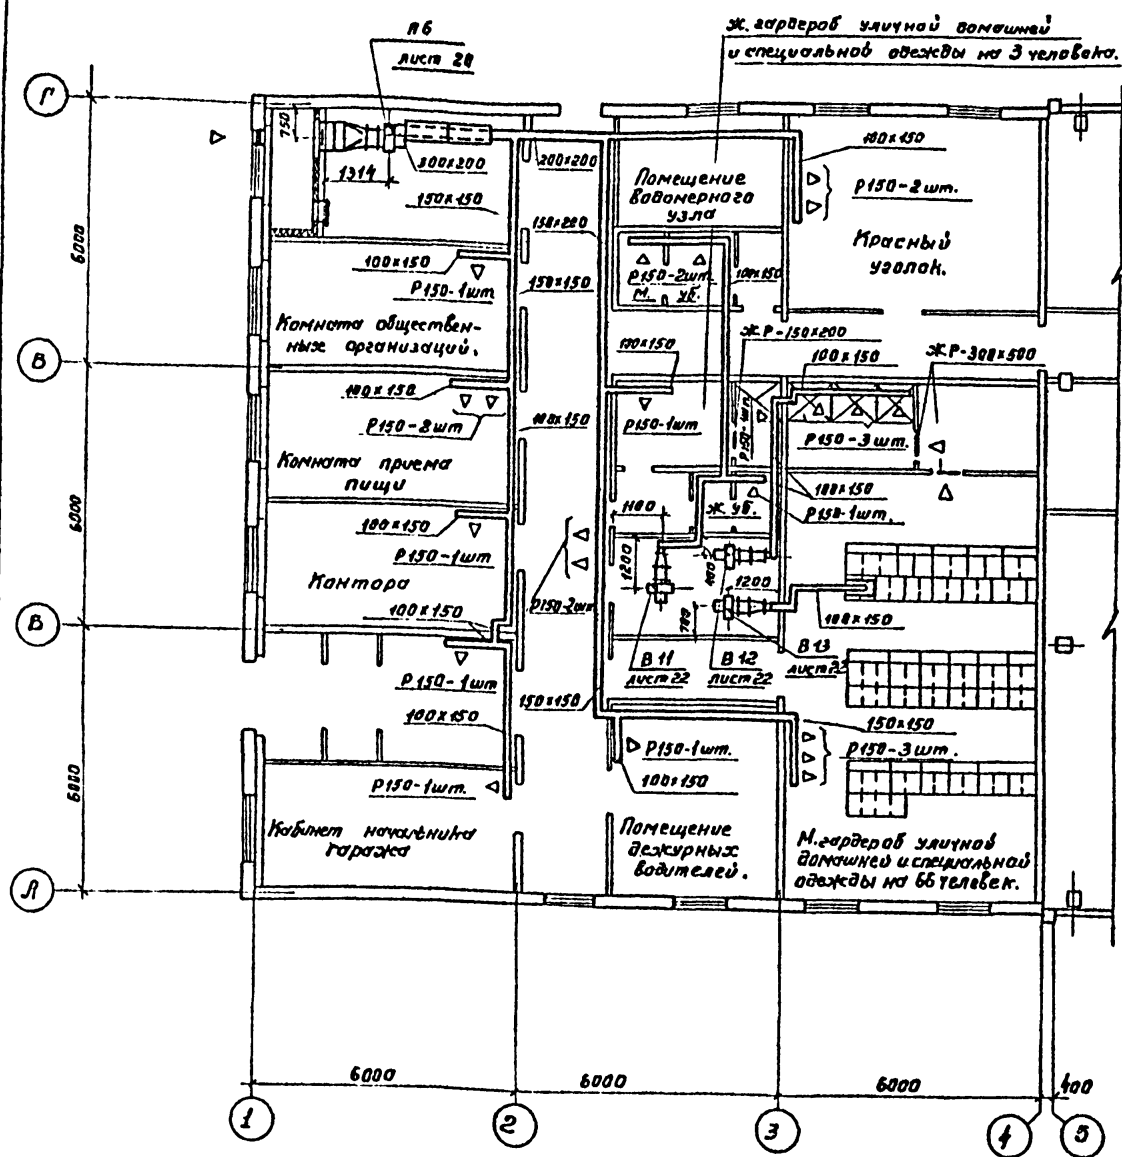 П6
лист 20
Ж. гардероб уличной домашней
и специальной одежды на 3 человека.
Г
750
1314
300х200
200х200
150х150
150х200
100х150
Р150-2шт.
Помещение
водомерного
узла
Красный
уголок.
6000
100х150
Р150-1шт
150х150
Р150-2шт.
М. уб.
100х150
Комната обществен-
ных организаций.
ЖР-150х200
100х150
100х150
ЖР-300х500
В
100х150
Р150-2шт
100х150
Р150-1шт
Р150-1шт.
Р150-3шт.
Комната приема
пищи
6000
100х150
Р150-1шт
100х150
Р150-1шт.
1100
Ж. уб.
1200
400
1200
700
Контора
100х150
Р150-2шт
100х150
Б
В 11
лист 22
В 12
лист 22
В 13
лист 22
Р150-1шт
100х150
150х150
150х150
Р150-1шт.
100х150
Р150-3шт.
6000
Р150-1шт.
Кабинет начальника
гаража
Помещение
дежурных
водителей.
М. гардероб уличной
домашней и специальной
одежды на 66 человек.
А
6000
6000
6000
400
1
2
3
4
5